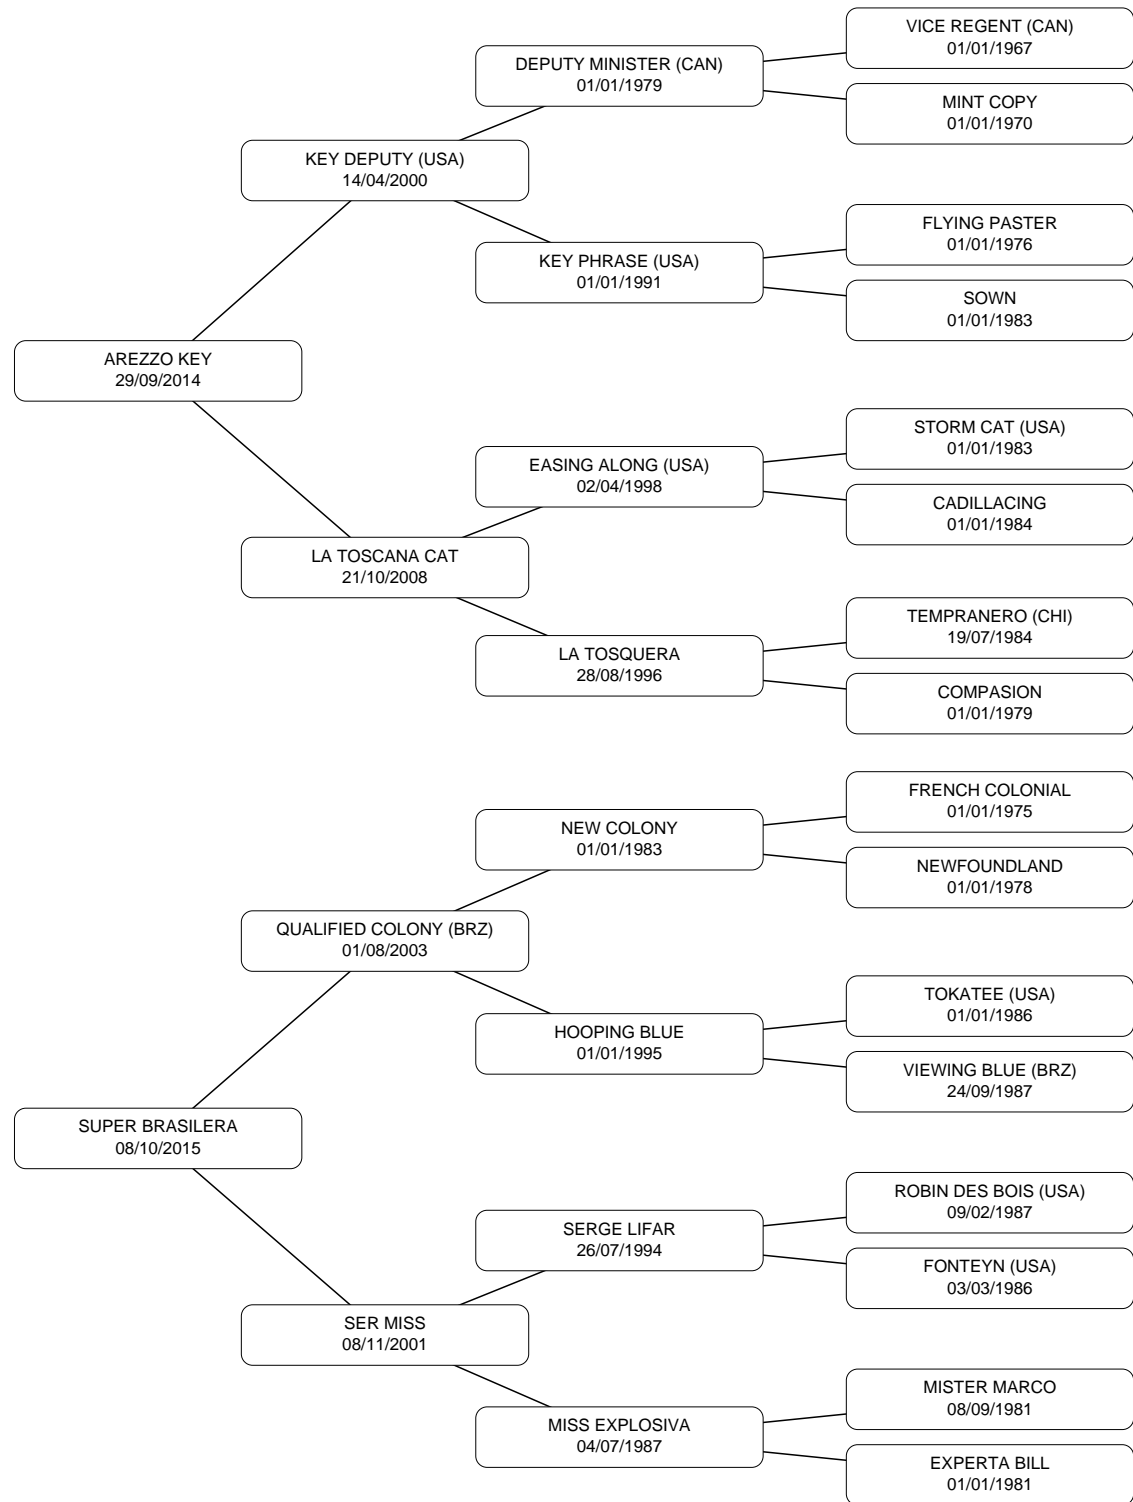 VICE REGENT (CAN)
01/01/1967
DEPUTY MINISTER (CAN)
01/01/1979
MINT COPY
01/01/1970
KEY DEPUTY (USA)
14/04/2000
FLYING PASTER
01/01/1976
KEY PHRASE (USA)
01/01/1991
SOWN
01/01/1983
AREZZO KEY
29/09/2014
STORM CAT (USA)
01/01/1983
EASING ALONG (USA)
02/04/1998
CADILLACING
01/01/1984
LA TOSCANA CAT
21/10/2008
TEMPRANERO (CHI)
19/07/1984
LA TOSQUERA
28/08/1996
COMPASION
01/01/1979
FRENCH COLONIAL
01/01/1975
NEW COLONY
01/01/1983
NEWFOUNDLAND
01/01/1978
QUALIFIED COLONY (BRZ)
01/08/2003
TOKATEE (USA)
01/01/1986
HOOPING BLUE
01/01/1995
VIEWING BLUE (BRZ)
24/09/1987
SUPER BRASILERA
08/10/2015
ROBIN DES BOIS (USA)
09/02/1987
SERGE LIFAR
26/07/1994
FONTEYN (USA)
03/03/1986
SER MISS
08/11/2001
MISTER MARCO
08/09/1981
MISS EXPLOSIVA
04/07/1987
EXPERTA BILL
01/01/1981